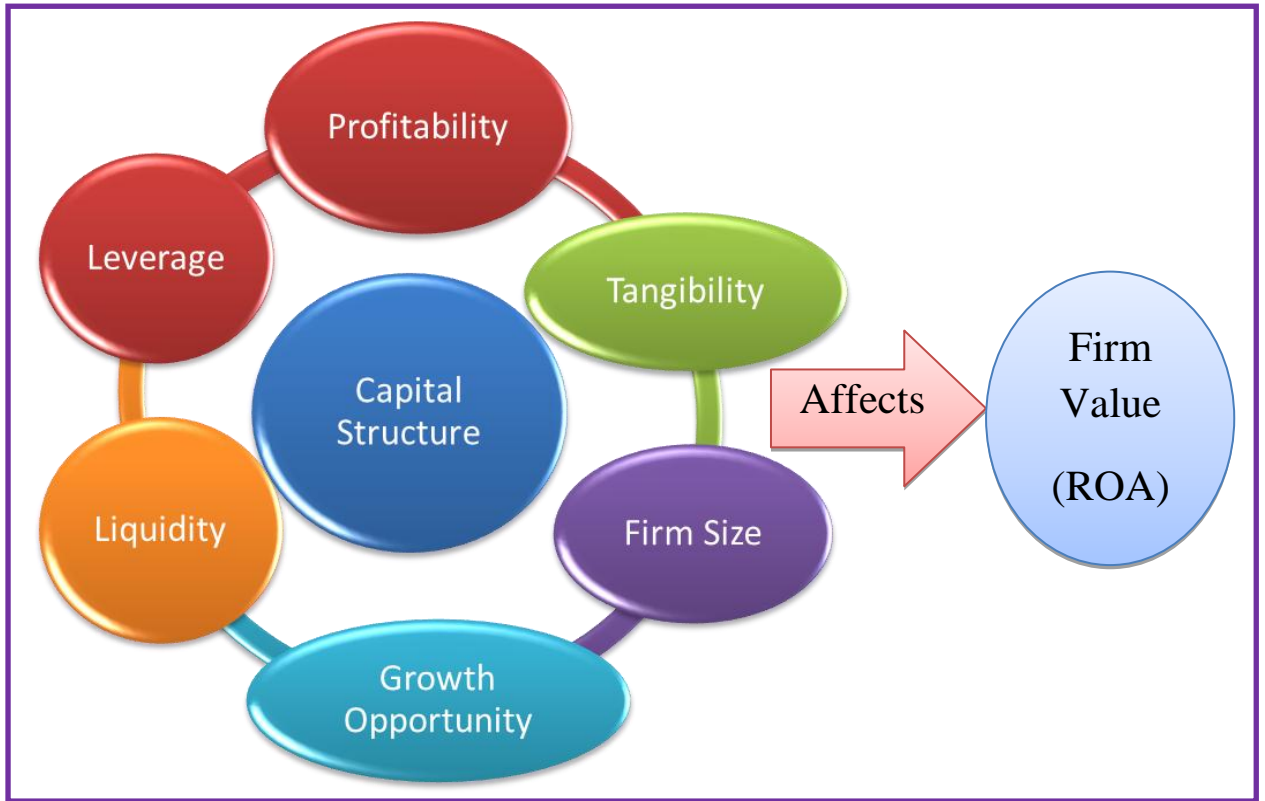 Profitability
Leverage
Tangibility
Capital
Structure
Liquidity
Firm Size
Growth
Opportunity
Affects
Firm
Value
(ROA)